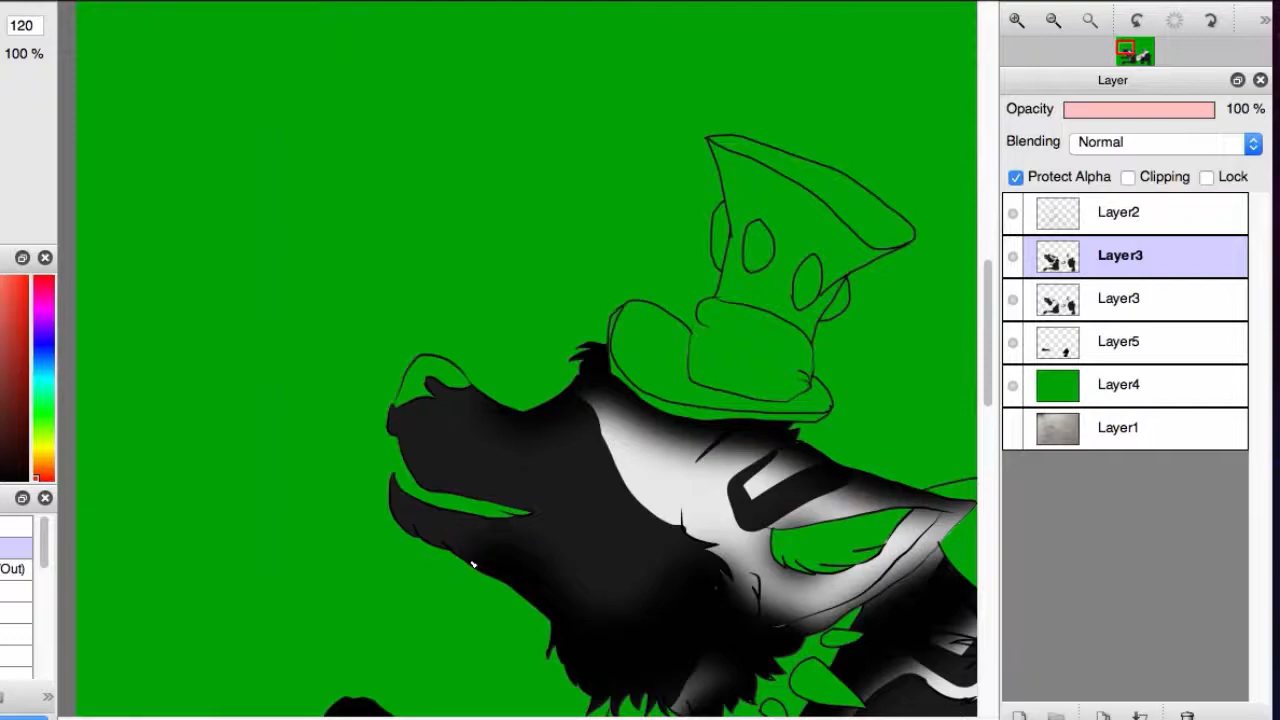 120
100 %
Layer
Opacity 100 %
Blending Normal
Protect Alpha Clipping Lock
Layer2
Layer3
Layer3
Layer5
Layer4
Layer1
/Out)